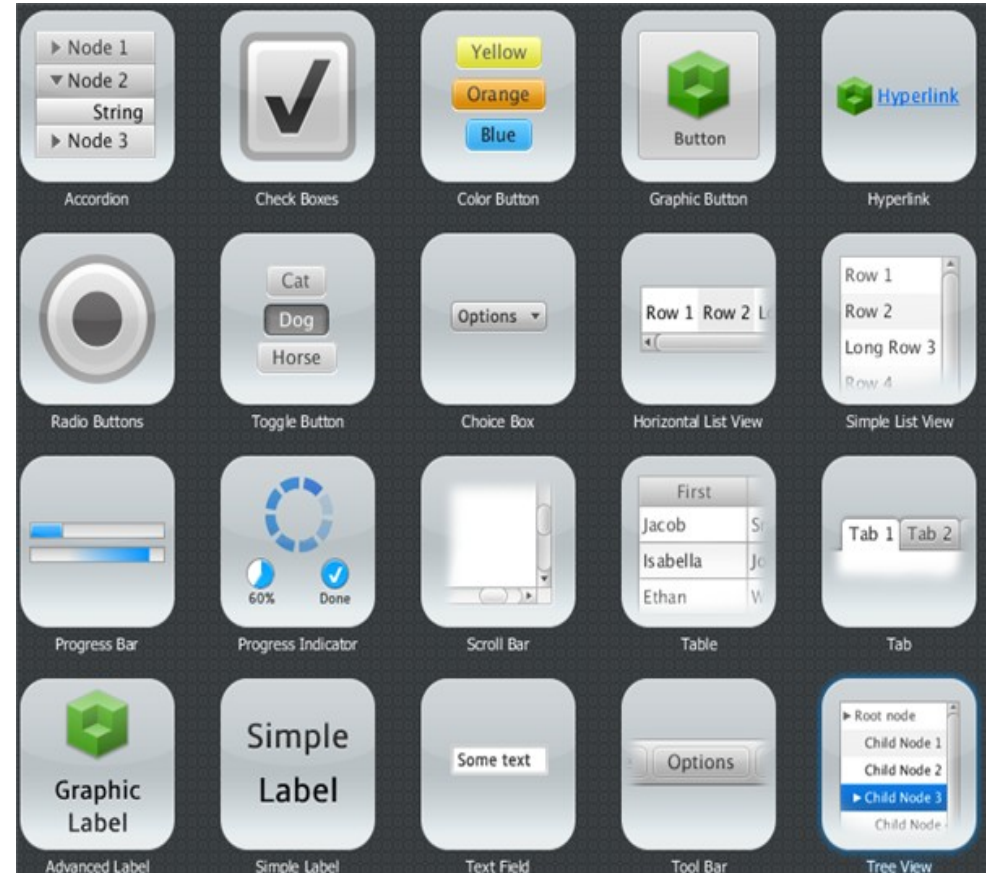 Node 1
Node 2
String
Node 3
Accordion
Check Boxes
Yellow
Orange
Blue
Color Button
Button
Graphic Button
Hyperlink
Hyperlink
Radio Buttons
Cat
Dog
Horse
Toggle Button
Options
Choice Box
Row 1 Row 2 L
Horizontal List View
Row 1
Row 2
Long Row 3
Row 4
Simple List View
Progress Bar
60% Done
Progress Indicator
Scroll Bar
First
Jacob
Isabella
Ethan
Table
Tab 1 Tab 2
Tab
Graphic
Label
Advanced Label
Simple
Label
Simple Label
Some text
Text Field
Options
Tool Bar
Root node
Child Node 1
Child Node 2
Child Node 3
Child Node
Tree View